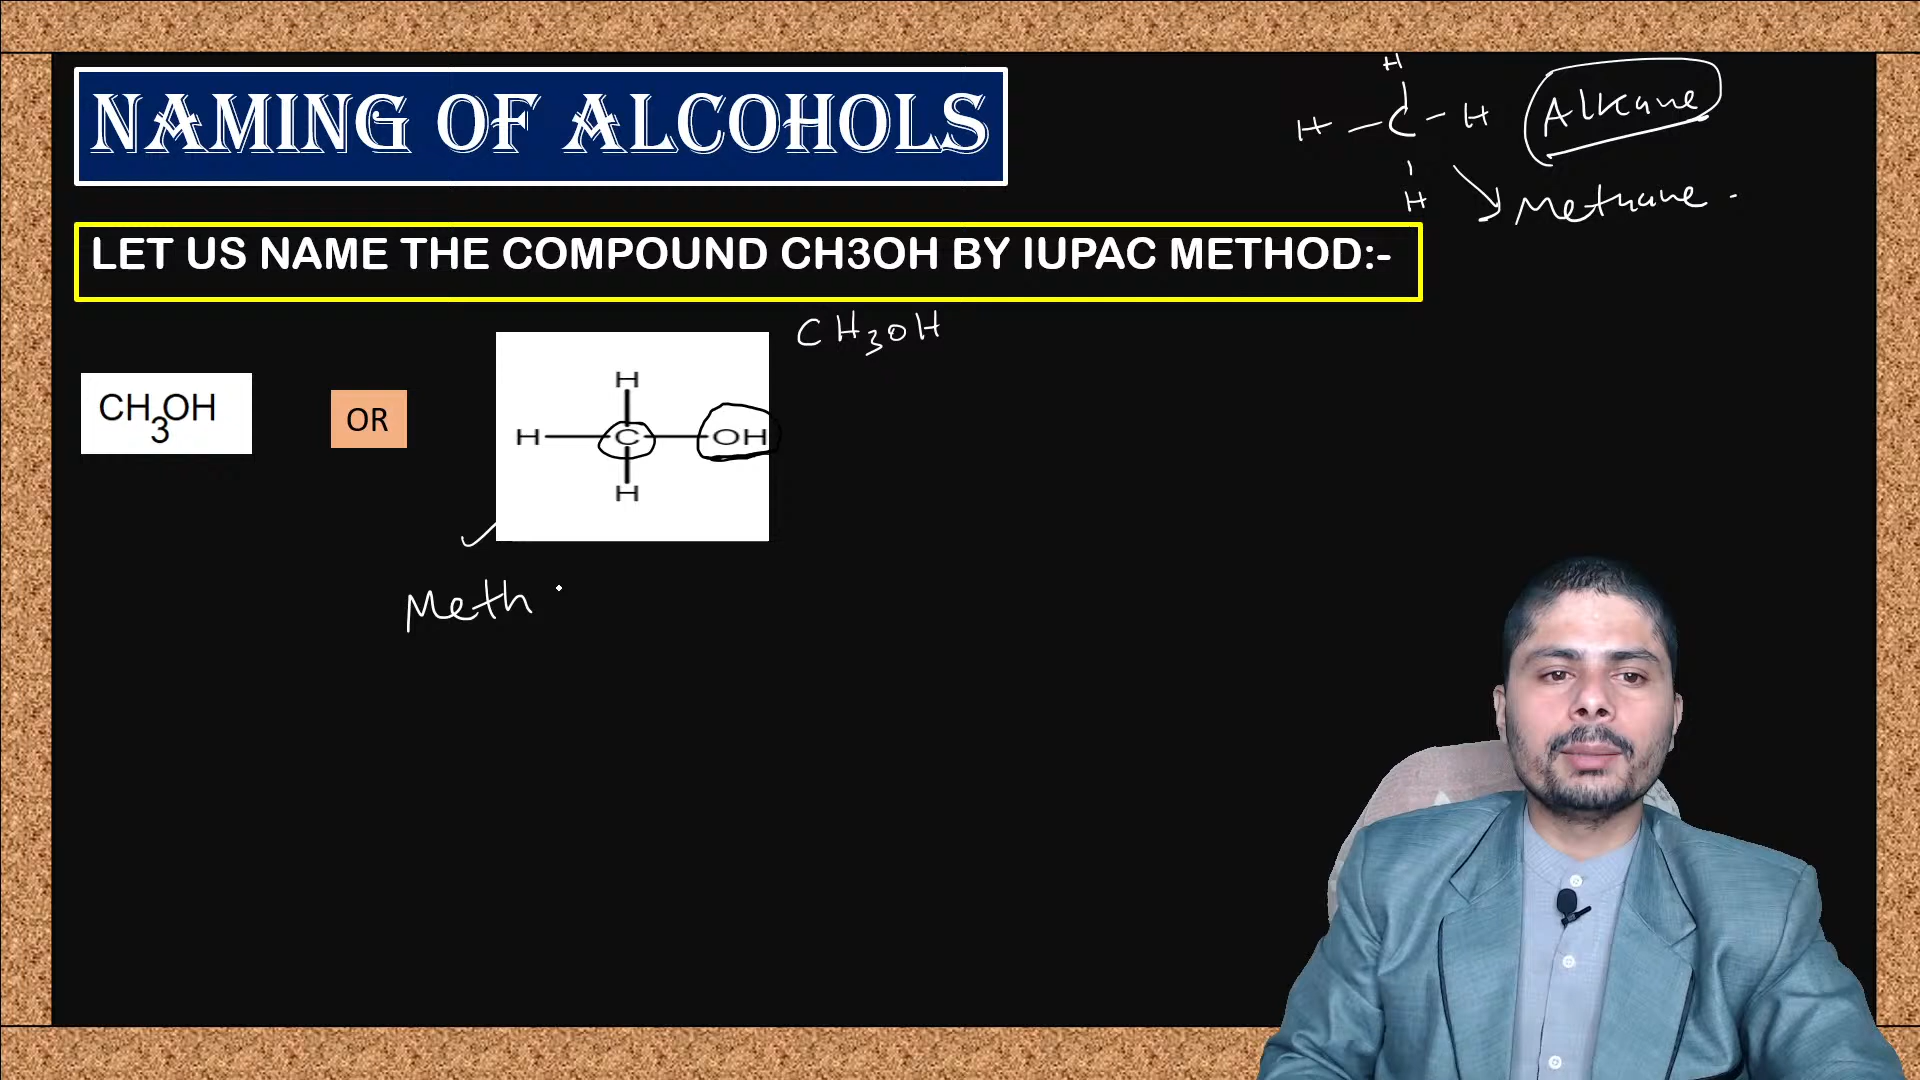 NAMING OF ALCOHOLS
H
H — C - H
H
Alkane
Methane
LET US NAME THE COMPOUND CH3OH BY IUPAC METHOD:-
CH3OH
CH3OH
OR
H
H C OH
H
Meth